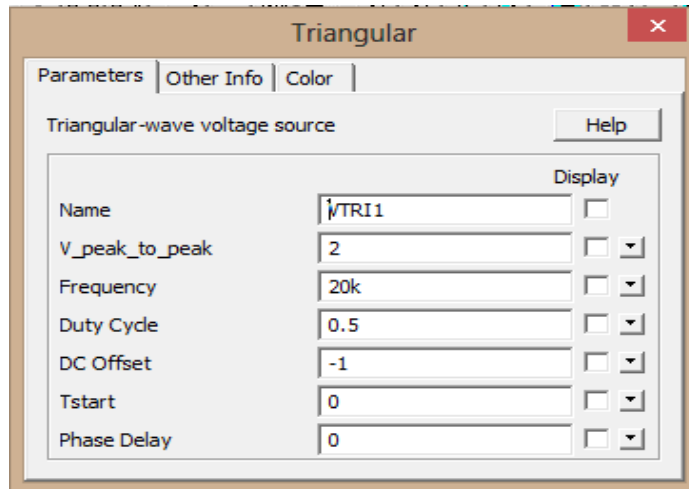 Triangular
Parameters Other Info Color
Triangular-wave voltage source Help
Display
Name VTRI1
V_peak_to_peak 2
Frequency 20k
Duty Cycle 0.5
DC Offset -1
Tstart 0
Phase Delay 0